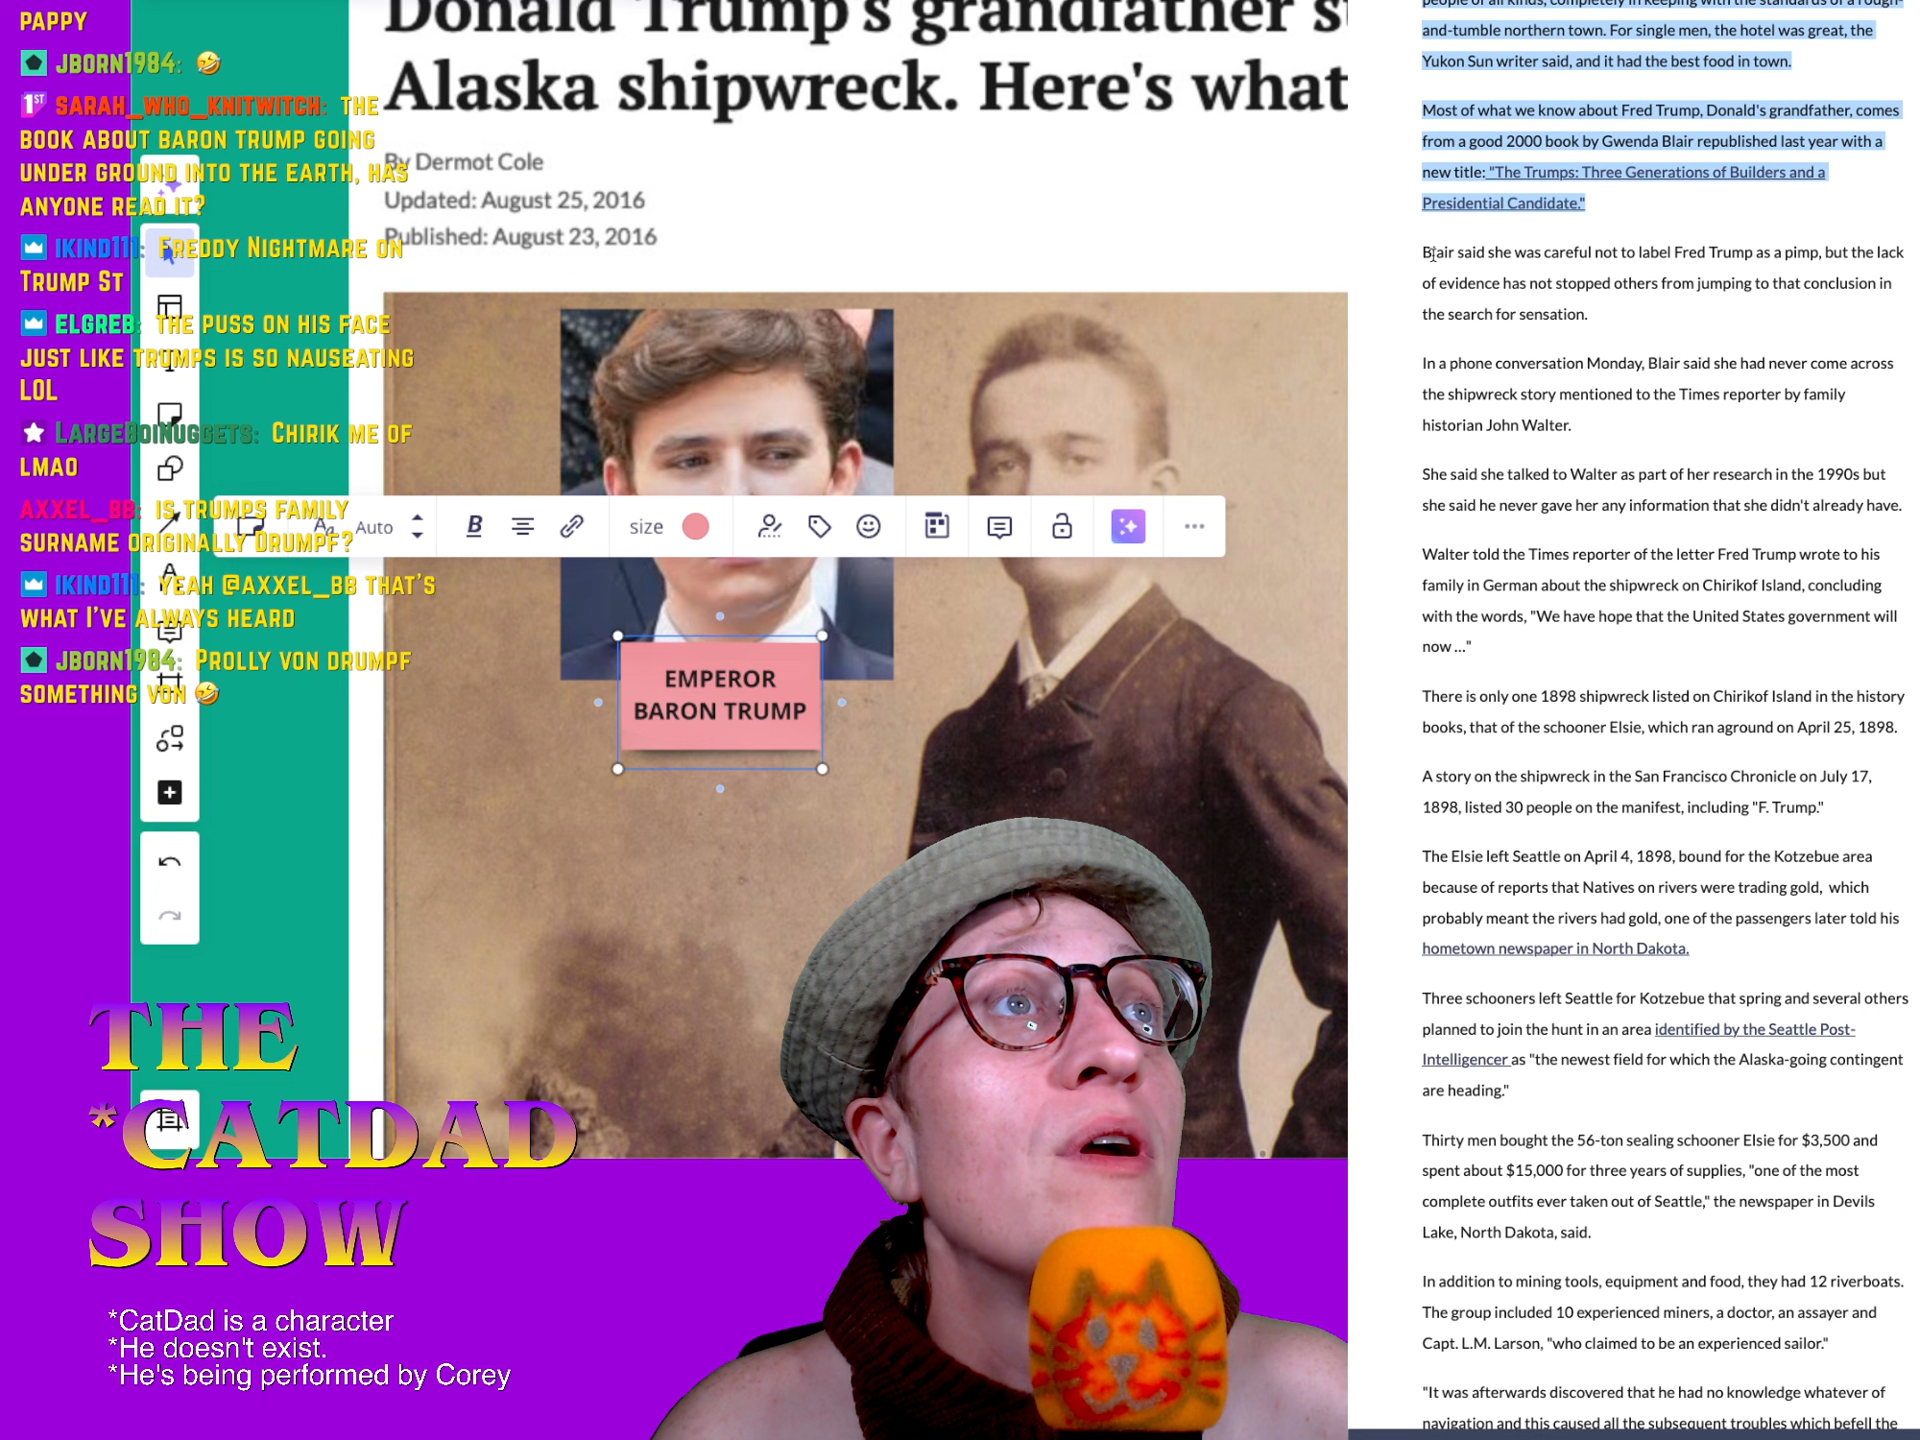 PAPPY
JBORN1984: 🤣
1ST SARAH_WHO_KNITWITCH: THE
BOOK ABOUT BARON TRUMP GOING
UNDER GROUND INTO THE EARTH, HAS
ANYONE READ IT?
IKIND111: FREDDY NIGHTMARE ON
TRUMP ST
ELGREB: THE PUSS ON HIS FACE
JUST LIKE TRUMPS IS SO NAUSEATING
LOL
LARGEBOINUGGETS: CHIRIK ME OF
LMAO
AXXEL_BB: IS TRUMPS FAMILY
SURNAME ORIGINALLY DRUMPF?
IKIND111: YEAH @AXXEL_BB THAT'S
WHAT I'VE ALWAYS HEARD
JBORN1984: PROLLY VON DRUMPF
SOMETHING VON 🤣
THE
*CATDAD
SHOW
*CatDad is a character
*He doesn't exist.
*He's being performed by Corey
Donald Trump's grandfather
Alaska shipwreck. Here's what
By Dermot Cole
Updated: August 25, 2016
Published: August 23, 2016
Auto
B
size
EMPEROR
BARON TRUMP
people of all kinds, completely in keeping with the standards of a rough-
and-tumble northern town. For single men, the hotel was great, the
Yukon Sun writer said, and it had the best food in town.
Most of what we know about Fred Trump, Donald's grandfather, comes
from a good 2000 book by Gwenda Blair republished last year with a
new title: "The Trumps: Three Generations of Builders and a
Presidential Candidate."
Blair said she was careful not to label Fred Trump as a pimp, but the lack
of evidence has not stopped others from jumping to that conclusion in
the search for sensation.
In a phone conversation Monday, Blair said she had never come across
the shipwreck story mentioned to the Times reporter by family
historian John Walter.
She said she talked to Walter as part of her research in the 1990s but
she said he never gave her any information that she didn't already have.
Walter told the Times reporter of the letter Fred Trump wrote to his
family in German about the shipwreck on Chirikof Island, concluding
with the words, "We have hope that the United States government will
now ..."
There is only one 1898 shipwreck listed on Chirikof Island in the history
books, that of the schooner Elsie, which ran aground on April 25, 1898.
A story on the shipwreck in the San Francisco Chronicle on July 17,
1898, listed 30 people on the manifest, including "F. Trump."
The Elsie left Seattle on April 4, 1898, bound for the Kotzebue area
because of reports that Natives on rivers were trading gold, which
probably meant the rivers had gold, one of the passengers later told his
hometown newspaper in North Dakota.
Three schooners left Seattle for Kotzebue that spring and several others
planned to join the hunt in an area identified by the Seattle Post-
Intelligencer as "the newest field for which the Alaska-going contingent
are heading."
Thirty men bought the 56-ton sealing schooner Elsie for $3,500 and
spent about $15,000 for three years of supplies, "one of the most
complete outfits ever taken out of Seattle," the newspaper in Devils
Lake, North Dakota, said.
In addition to mining tools, equipment and food, they had 12 riverboats.
The group included 10 experienced miners, a doctor, an assayer and
Capt. L.M. Larson, "who claimed to be an experienced sailor."
"It was afterwards discovered that he had no knowledge whatever of
navigation and this caused all the subsequent troubles which befell the